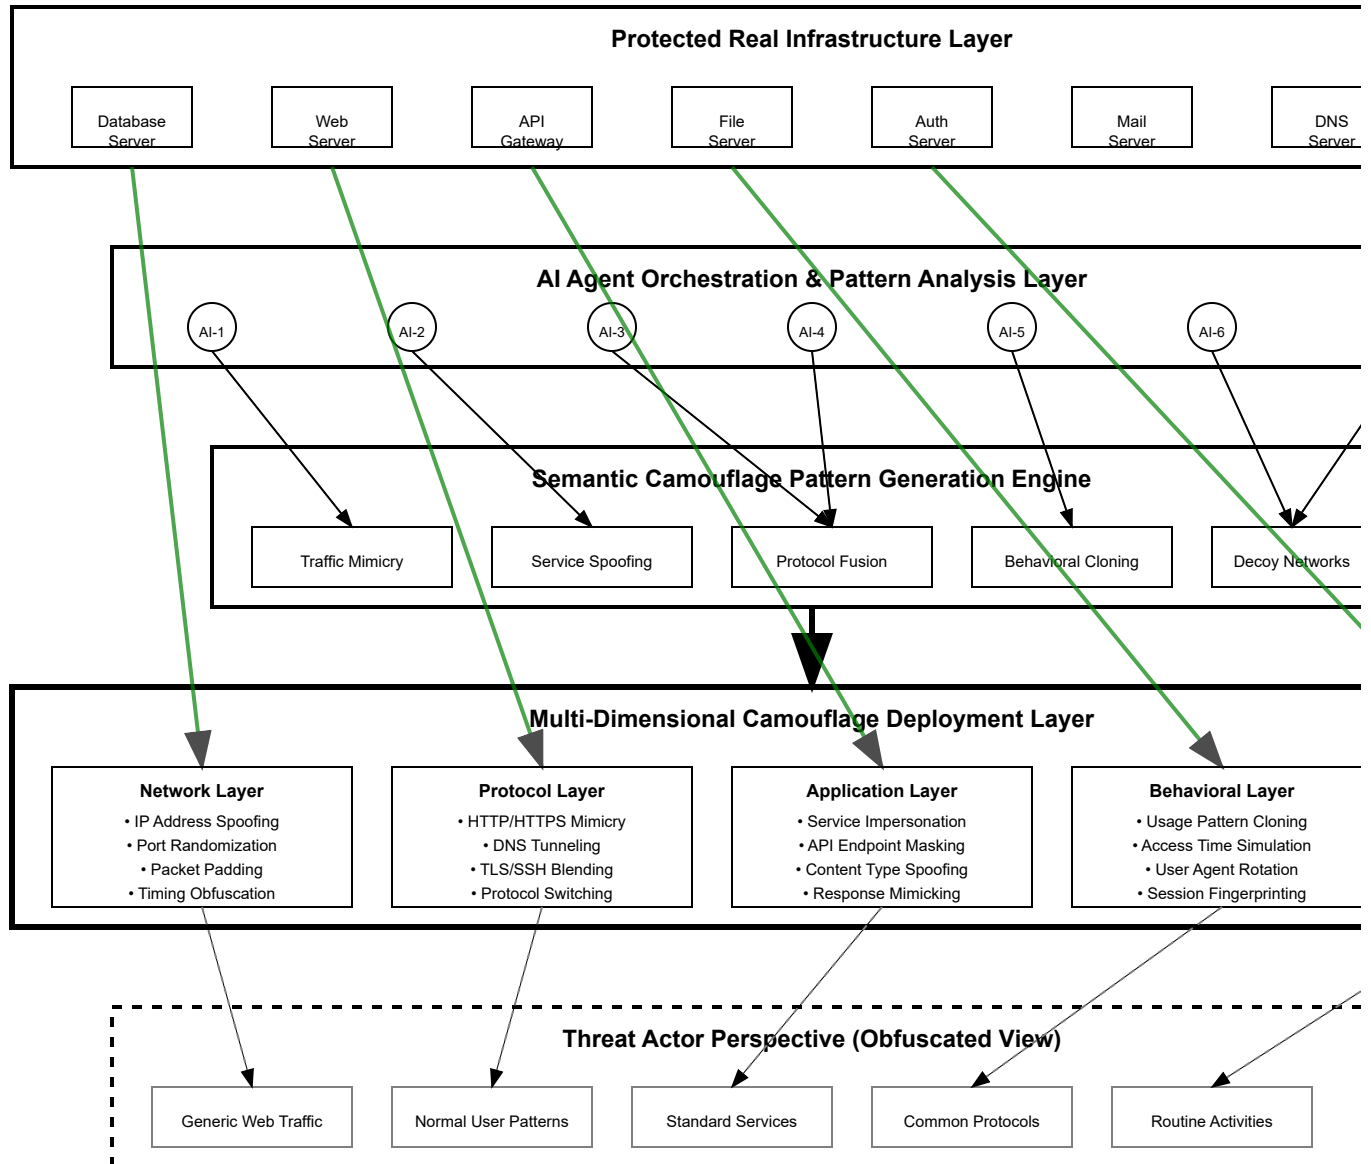 Protected Real Infrastructure Layer
Database
Server
Web
Server
API
Gateway
File
Server
Auth
Server
Mail
Server
DNS
Server
AI Agent Orchestration & Pattern Analysis Layer
AI-1
AI-2
AI-3
AI-4
AI-5
AI-6
Semantic Camouflage Pattern Generation Engine
Traffic Mimicry
Service Spoofing
Protocol Fusion
Behavioral Cloning
Decoy Networks
Multi-Dimensional Camouflage Deployment Layer
Network Layer
• IP Address Spoofing
• Port Randomization
• Packet Padding
• Timing Obfuscation
Protocol Layer
• HTTP/HTTPS Mimicry
• DNS Tunneling
• TLS/SSH Blending
• Protocol Switching
Application Layer
• Service Impersonation
• API Endpoint Masking
• Content Type Spoofing
• Response Mimicking
Behavioral Layer
• Usage Pattern Cloning
• Access Time Simulation
• User Agent Rotation
• Session Fingerprinting
Threat Actor Perspective (Obfuscated View)
Generic Web Traffic
Normal User Patterns
Standard Services
Common Protocols
Routine Activities